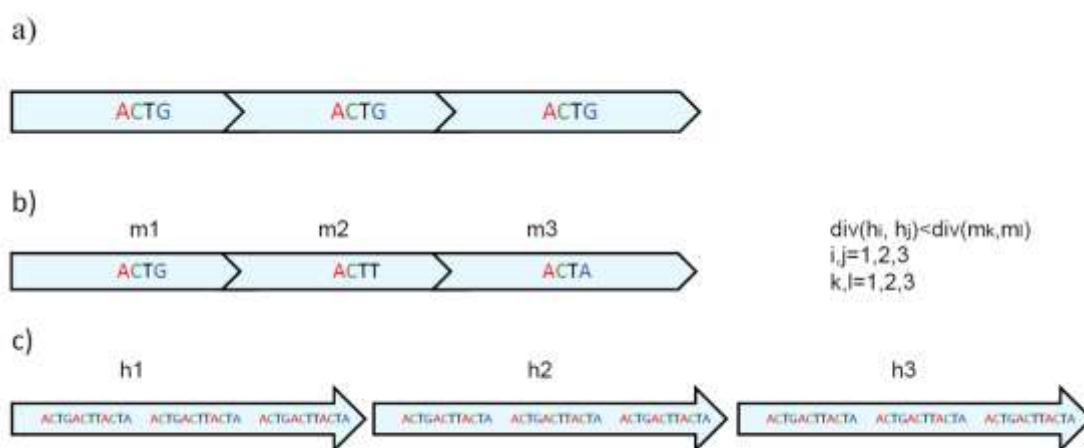 a)
ACTG ACTG ACTG
b)
m1 m2 m3
ACTG ACTT ACTA
div(hi, hj)<div(mk,ml)
i,j=1,2,3
k,l=1,2,3
c)
h1 h2 h3
ACTGACTTACTA ACTGACTTACTA ACTGACTTACTA ACTGACTTACTA ACTGACTTACTA ACTGACTTACTA ACTGACTTACTA ACTGACTTACTA ACTGACTTACTA